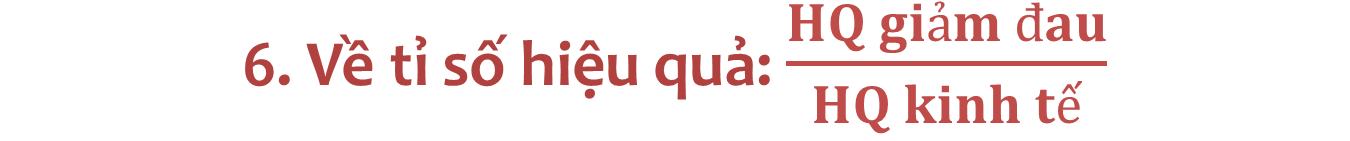 6. Về tỉ số hiệu quả: HQ giảm đau
HQ kinh tế